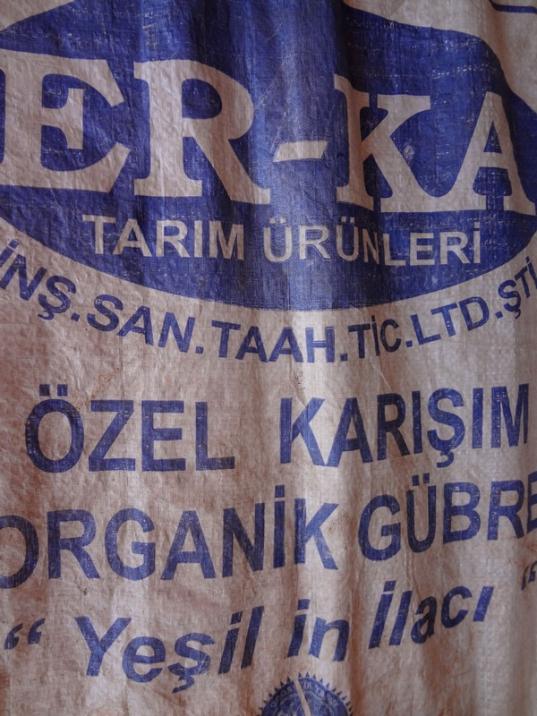 ER-KA
TARIM ÜRÜNLERİ
İNŞ.SAN.TAAH.TİC.LTD.ŞTİ
ÖZEL KARIŞIM
ORGANİK GÜBRE
“ Yeşil in İlacı “